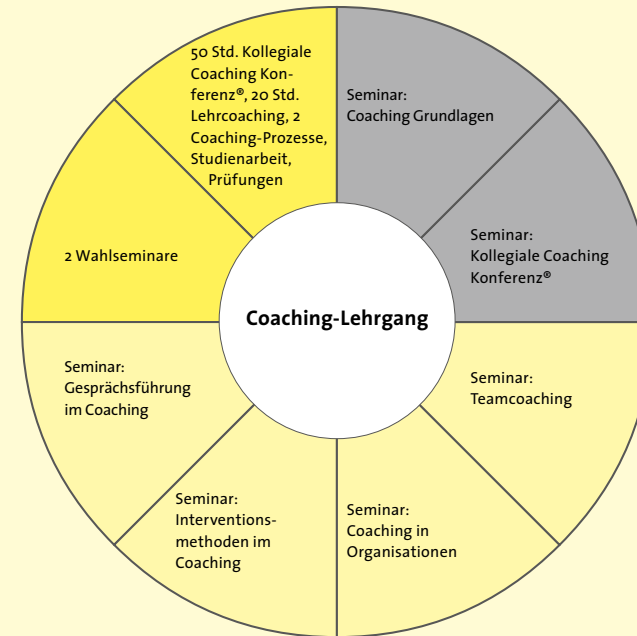 50 Std. Kollegiale
Coaching Kon-
ferenz®, 20 Std.
Lehrcoaching, 2
Coaching-Prozesse,
Studienarbeit,
Prüfungen
Seminar:
Coaching Grundlagen
Seminar:
Kollegiale Coaching
Konferenz®
2 Wahlseminare
Coaching-Lehrgang
Seminar:
Gesprächsführung
im Coaching
Seminar:
Teamcoaching
Seminar:
Interventions-
methoden im
Coaching
Seminar:
Coaching in
Organisationen